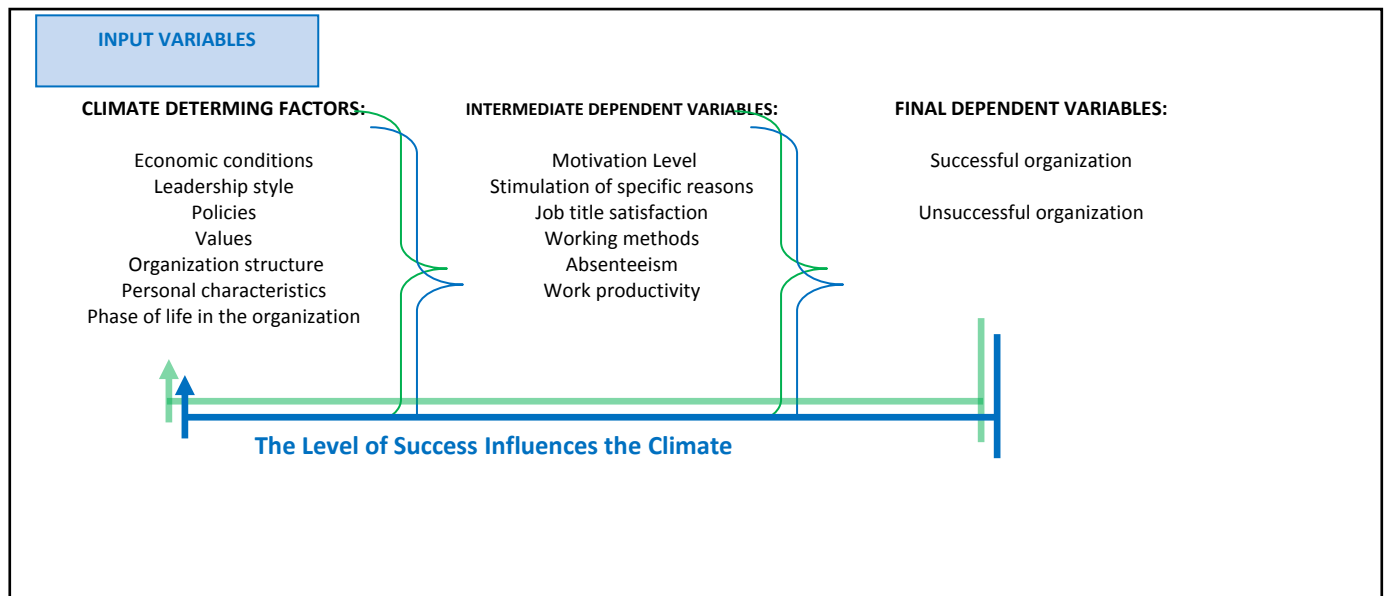 INPUT VARIABLES
CLIMATE DETERMING FACTORS:
Economic conditions
Leadership style
Policies
Values
Organization structure
Personal characteristics
Phase of life in the organization
INTERMEDIATE DEPENDENT VARIABLES:
Motivation Level
Stimulation of specific reasons
Job title satisfaction
Working methods
Absenteeism
Work productivity
FINAL DEPENDENT VARIABLES:
Successful organization
Unsuccessful organization
The Level of Success Influences the Climate